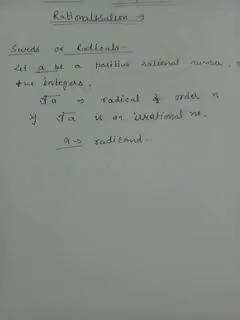 Rationalisation →
Surds or Radicals -
Let a be a positive rational number,
+ve integers.
ⁿ√a => radical of order n
if ⁿ√a is an irrational no.
a → radicand.